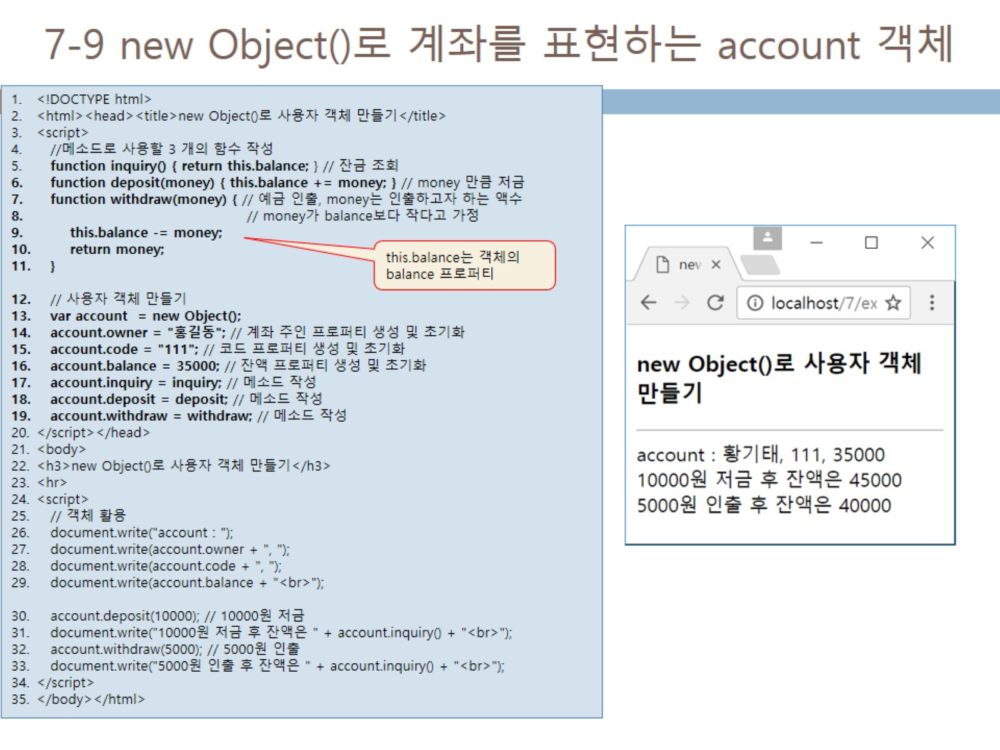 7-9 new Object()로 계좌를 표현하는 account 객체
1. <!DOCTYPE html>
2. <html><head><title>new Object()로 사용자 객체 만들기</title>
3. <script>
4. //메소드로 사용할 3 개의 함수 작성
5. function inquiry() { return this.balance; } // 잔금 조회
6. function deposit(money) { this.balance += money; } // money 만큼 저금
7. function withdraw(money) { // 예금 인출, money는 인출하고자 하는 액수
8. // money가 balance보다 작다고 가정
9. this.balance -= money;
10. return money;
11. }
this.balance는 객체의
balance 프로퍼티
12. // 사용자 객체 만들기
13. var account = new Object();
14. account.owner = "홍길동"; // 계좌 주인 프로퍼티 생성 및 초기화
15. account.code = "111"; // 코드 프로퍼티 생성 및 초기화
16. account.balance = 35000; // 잔액 프로퍼티 생성 및 초기화
17. account.inquiry = inquiry; // 메소드 작성
18. account.deposit = deposit; // 메소드 작성
19. account.withdraw = withdraw; // 메소드 작성
20. </script></head>
21. <body>
22. <h3>new Object()로 사용자 객체 만들기</h3>
23. <hr>
24. <script>
25. // 객체 활용
26. document.write("account : ");
27. document.write(account.owner + ", ");
28. document.write(account.code + ", ");
29. document.write(account.balance + "<br>");
30. account.deposit(10000); // 10000원 저금
31. document.write("10000원 저금 후 잔액은 " + account.inquiry() + "<br>");
32. account.withdraw(5000); // 5000원 인출
33. document.write("5000원 인출 후 잔액은 " + account.inquiry() + "<br>");
34. </script>
35. </body></html>
new
localhost/7/ex
new Object()로 사용자 객체
만들기
account : 황기태, 111, 35000
10000원 저금 후 잔액은 45000
5000원 인출 후 잔액은 40000